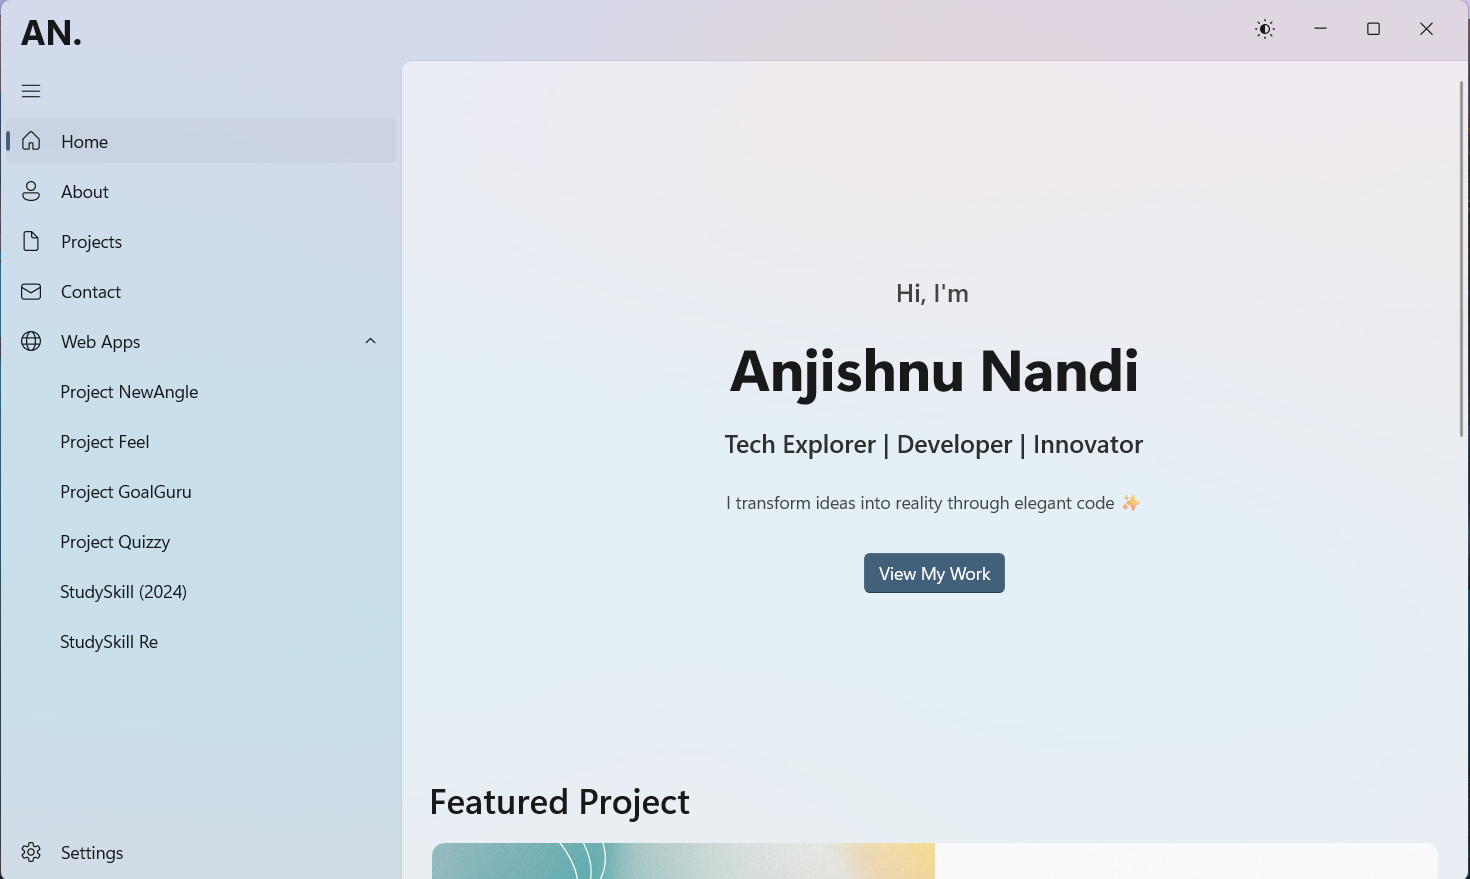 AN.
Home
About
Projects
Contact
Web Apps
Project NewAngle
Project Feel
Project GoalGuru
Project Quizzy
StudySkill (2024)
StudySkill Re
Settings
Hi, I'm
Anjishnu Nandi
Tech Explorer | Developer | Innovator
I transform ideas into reality through elegant code ✨
View My Work
Featured Project